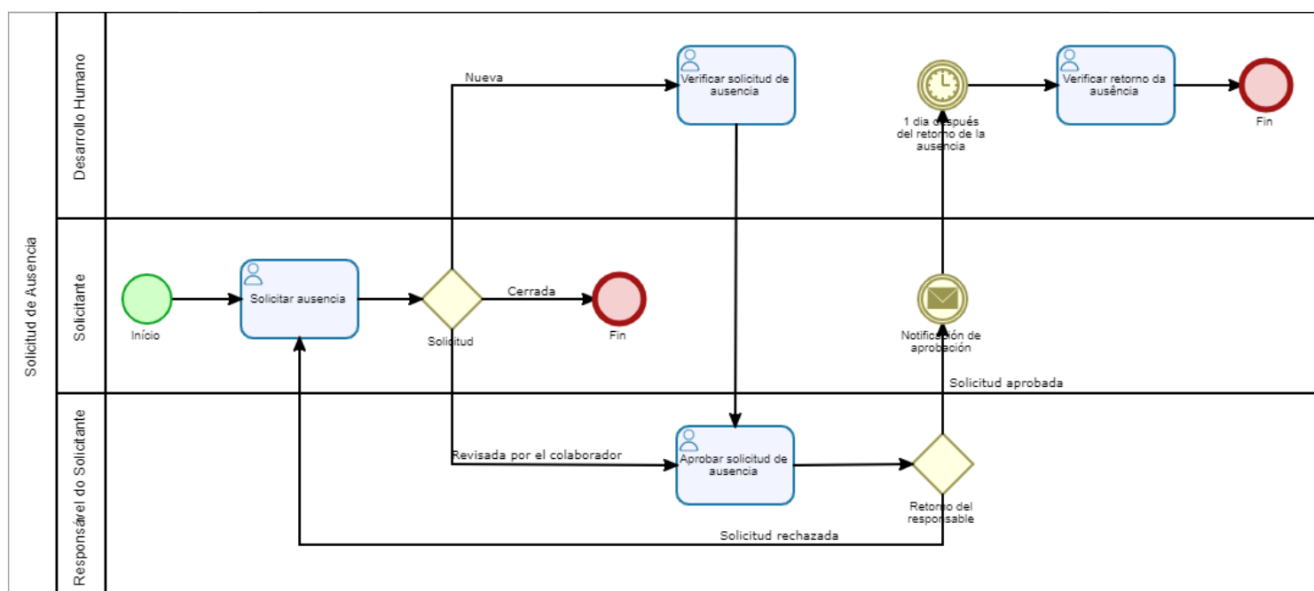 Solicitud de Ausencia
Desarrollo Humano
Nueva
Verificar solicitud de
ausencia
1 dia después
del retorno de la
ausencia
Verificar retorno da
ausência
Fin
Solicitante
Início
Solicitar ausencia
Solicitud
Cerrada
Fin
Notificación de
aprobación
Solicitud aprobada
Responsável do Solicitante
Revisada por el colaborador
Aprobar solicitud de
ausencia
Retorno del
responsable
Solicitud rechazada